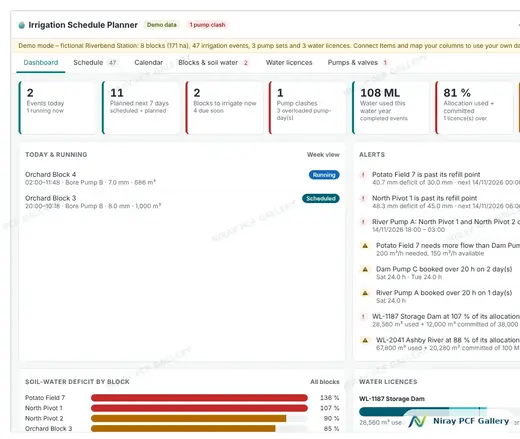 Irrigation Schedule Planner
Demo data
1 pump clash
Demo mode – fictional Riverbend Station: 8 blocks (171 ha), 47 irrigation events, 3 pump sets and 3 water licences. Connect Items and map your columns to use your own da
Dashboard
Schedule 47
Calendar
Blocks & soil water 2
Water licences
Pumps & valves 1
2
Events today
1 running now
11
Planned next 7 days
scheduled + planned
2
Blocks to irrigate now
4 due soon
1
Pump clashes
3 overloaded pump-
day(s)
108 ML
Water used this
water year
completed events
81 %
Allocation used +
committed
1 licence(s) over
TODAY & RUNNING
Week view
Orchard Block 4
02:00–11:48 · Bore Pump B · 7.0 mm · 686 m³
Running
Orchard Block 3
20:00–10:18 · Bore Pump B · 8.0 mm · 1,000 m³
Scheduled
ALERTS
Potato Field 7 is past its refill point
40.7 mm deficit of 30.0 mm · next 14/11/2026 00:00
North Pivot 1 is past its refill point
48.3 mm deficit of 45.0 mm · next 14/11/2026 06:0
River Pump A: North Pivot 1 and North Pivot 2 o
14/11/2026 18:00 – 03:00
Potato Field 7 needs more flow than Dam Pum
200 m³/h needed, 150 m³/h available
Dam Pump C booked over 20 h on 2 day(s)
Sat 24.0 h · Tue 24.0 h
River Pump A booked over 20 h on 1 day(s)
Sat 24.0 h
WL-1187 Storage Dam at 107 % of its allocation
28,560 m³ used + 12,000 m³ committed of 38,000
WL-2041 Ashby River at 88 % of its allocation
67,800 m³ used + 20,280 m³ committed of 100 M
SOIL-WATER DEFICIT BY BLOCK
All blocks
Potato Field 7
136 %
North Pivot 1
107 %
North Pivot 2
90 %
Orchard Block 3
85 %
WATER LICENCES
WL-1187 Storage Dam
28,560 m³ us
Niray PCF Gallery